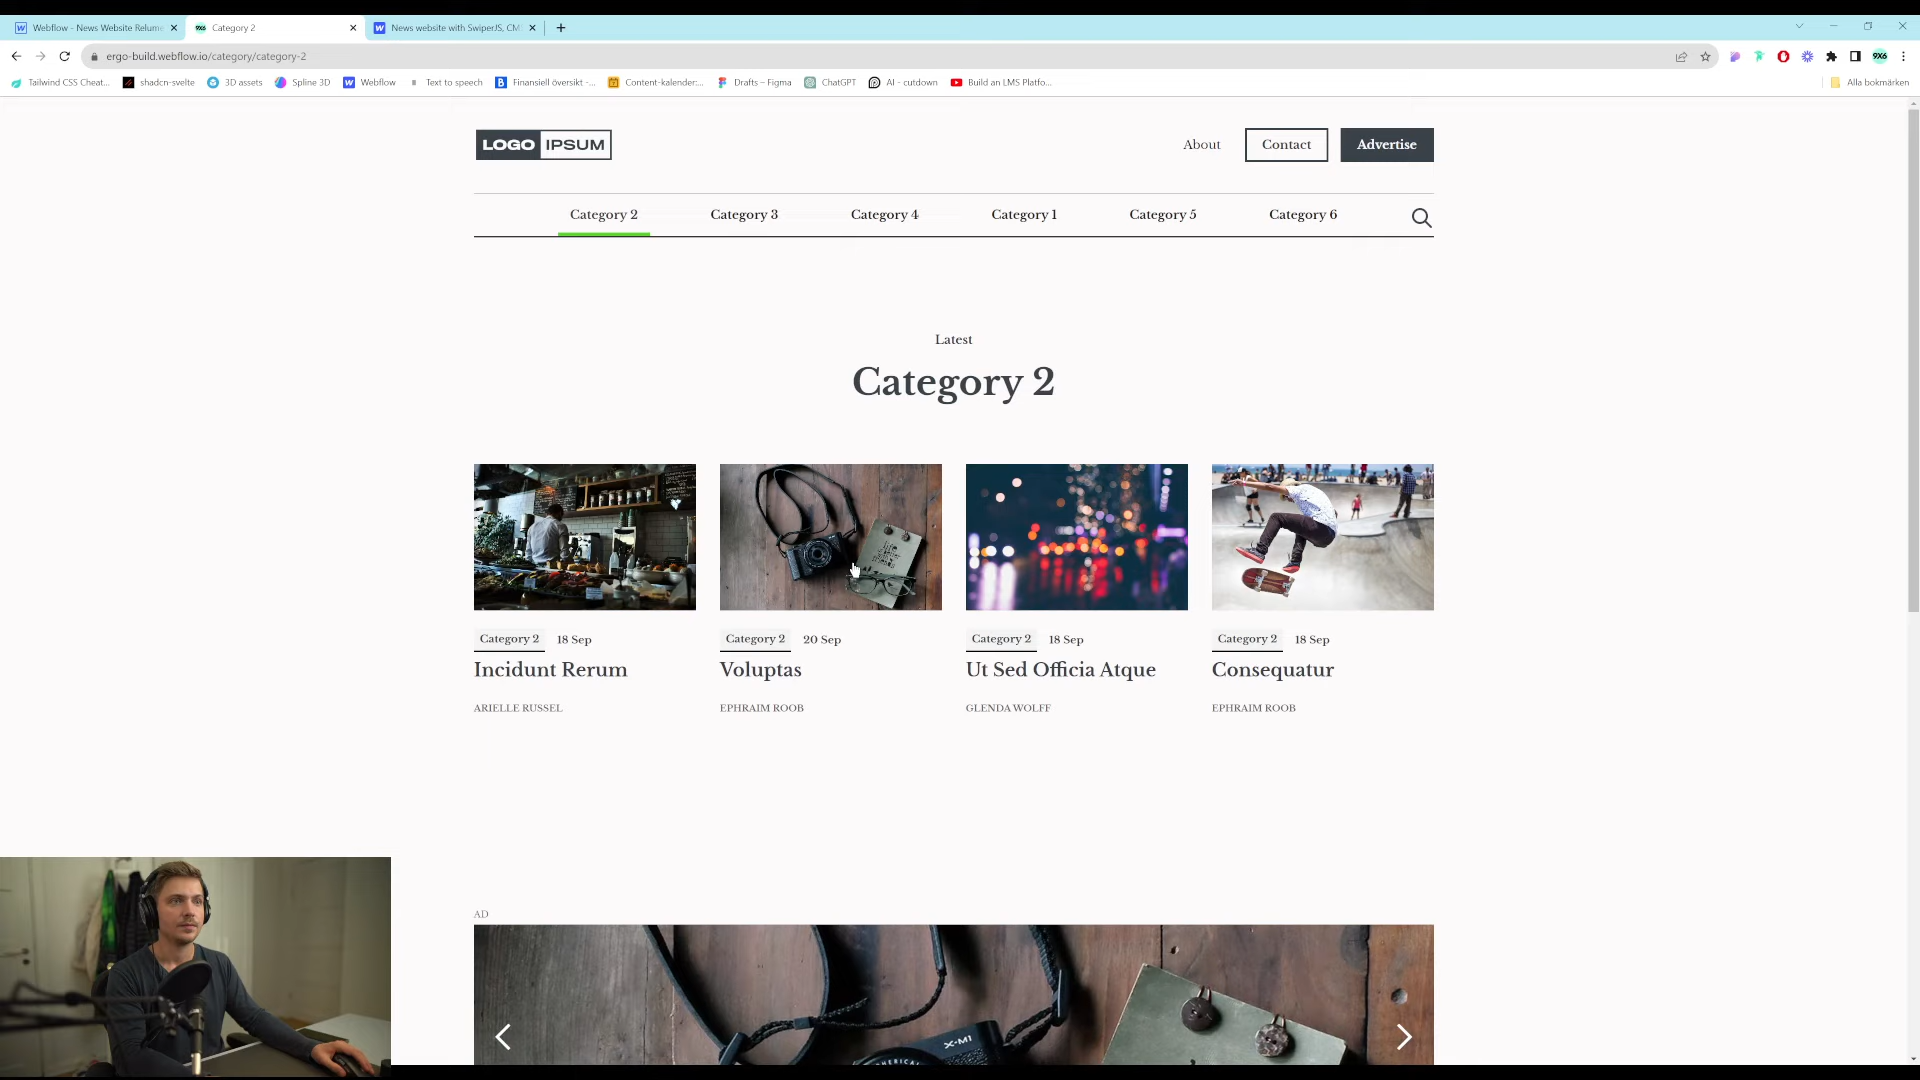 Webflow - News Website Relume
Category 2
News website with SwiperJS, CM
ergo-build.webflow.io/category/category-2
Tailwind CSS Cheat...
shadcn-svelte
3D assets
Spline 3D
Webflow
Text to speech
Finansiell översikt -...
Content-kalender:...
Drafts – Figma
ChatGPT
AI - cutdown
Build an LMS Platfo...
Alla bokmärken
LOGO IPSUM
About
Contact
Advertise
Category 2
Category 3
Category 4
Category 1
Category 5
Category 6
Latest
Category 2
Category 2 18 Sep
Incidunt Rerum
ARIELLE RUSSEL
Category 2 20 Sep
Voluptas
EPHRAIM ROOB
Category 2 18 Sep
Ut Sed Officia Atque
GLENDA WOLFF
Category 2 18 Sep
Consequatur
EPHRAIM ROOB
AD
X-M1